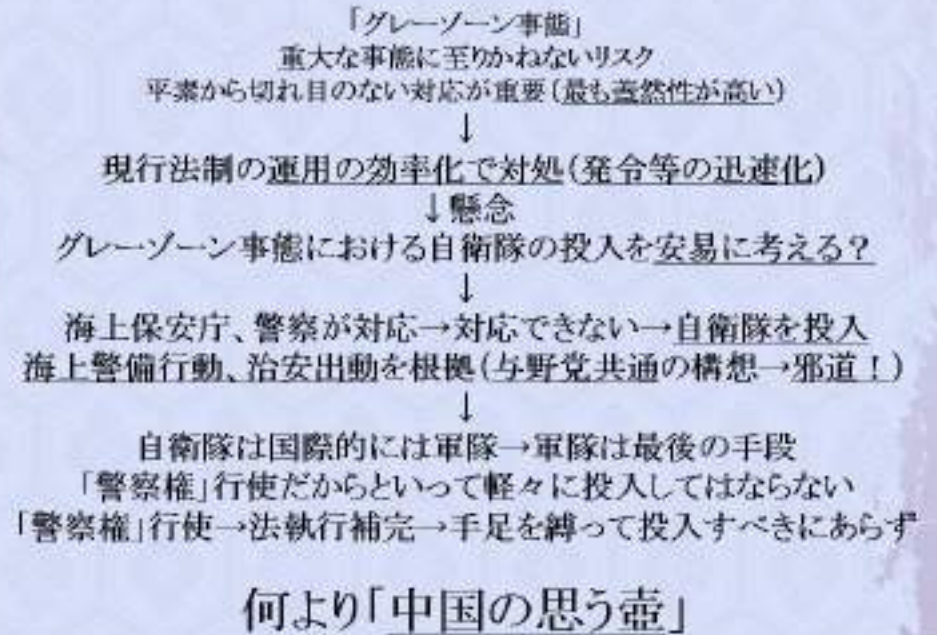 「グレーゾーン事態」
重大な事態に至りかねないリスク
平素から切れ目のない対応が重要(最も蓋然性が高い)
↓
現行法制の運用の効率化で対処(発令等の迅速化)
↓懸念
グレーゾーン事態における自衛隊の投入を安易に考える?
↓
海上保安庁、警察が対応→対応できない→自衛隊を投入
海上警備行動、治安出動を根拠(与野党共通の構想→邪道!)
↓
自衛隊は国際的には軍隊→軍隊は最後の手段
「警察権」行使だからといって軽々に投入してはならない
「警察権」行使→法執行補完→手足を縛って投入すべきにあらず
何より「中国の思う壺」